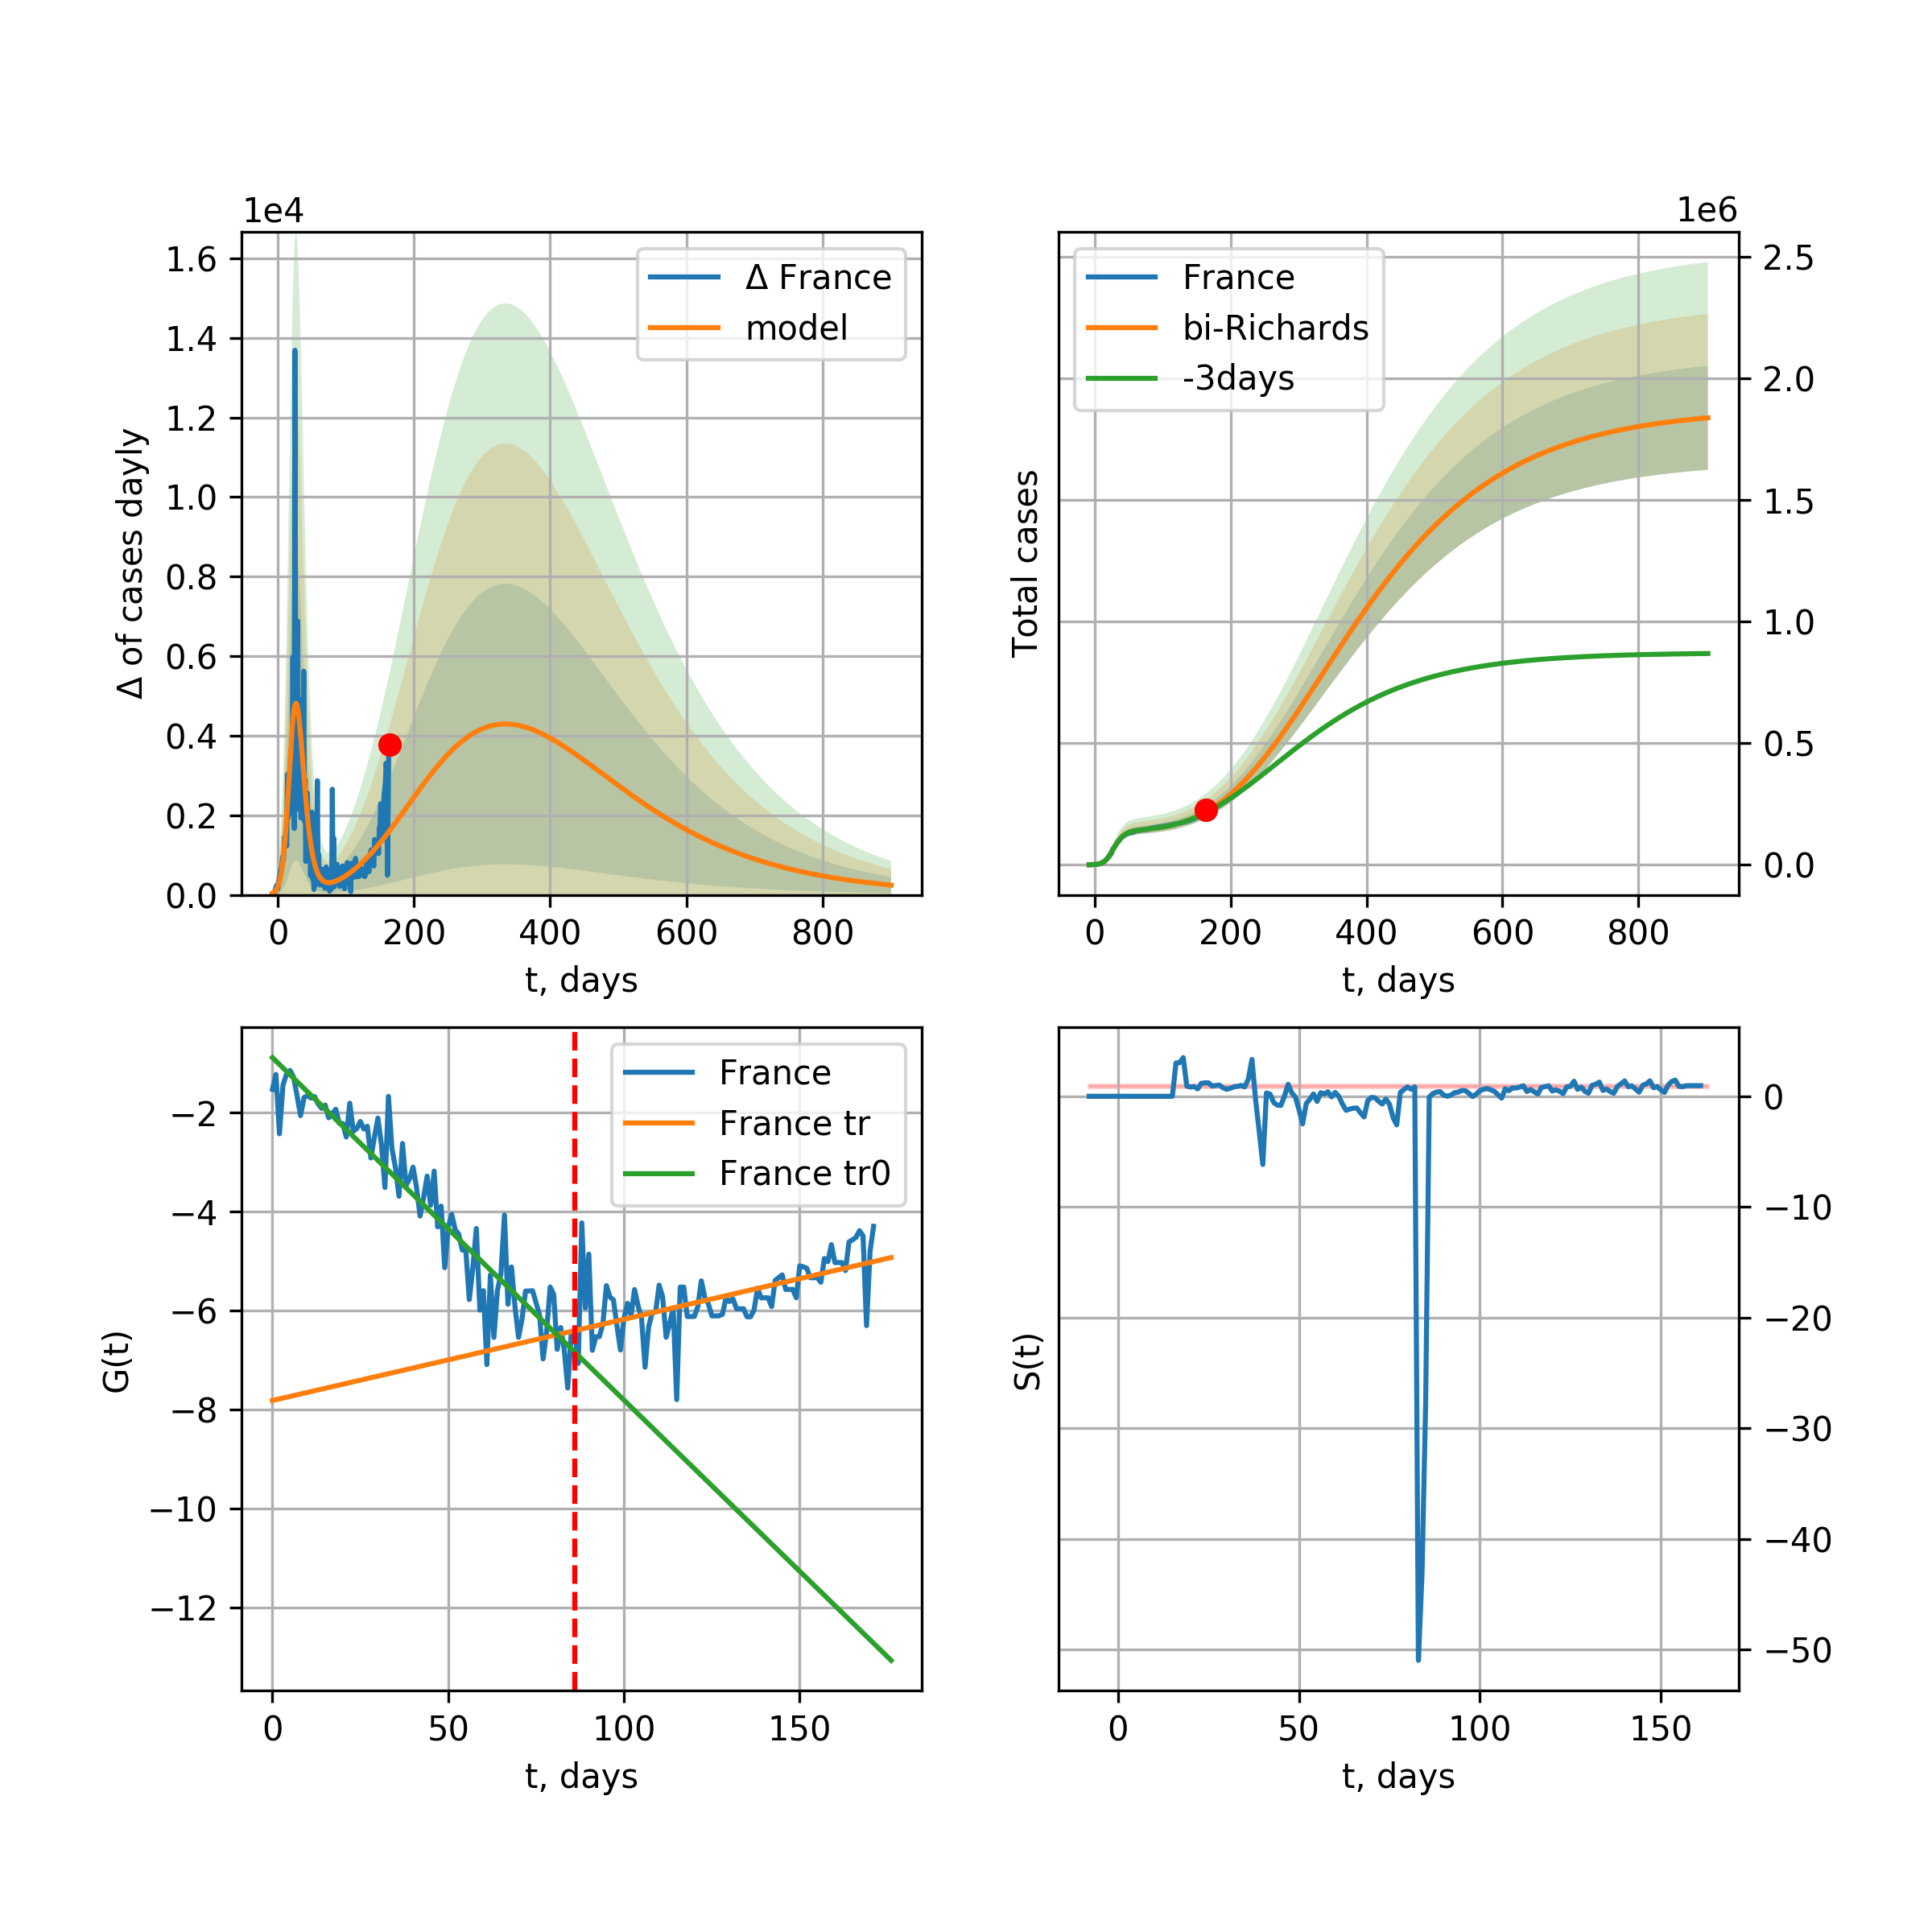 1e4
Δ of cases dayly
1.6
1.4
1.2
1.0
0.8
0.6
0.4
0.2
0.0
0
200
400
600
800
t, days
Δ France
model
1e6
Total cases
2.5
2.0
1.5
1.0
0.5
0.0
0
200
400
600
800
t, days
France
bi-Richards
-3days
G(t)
−2
−4
−6
−8
−10
−12
0
50
100
150
t, days
France
France tr
France tr0
S(t)
0
−10
−20
−30
−40
−50
0
50
100
150
t, days